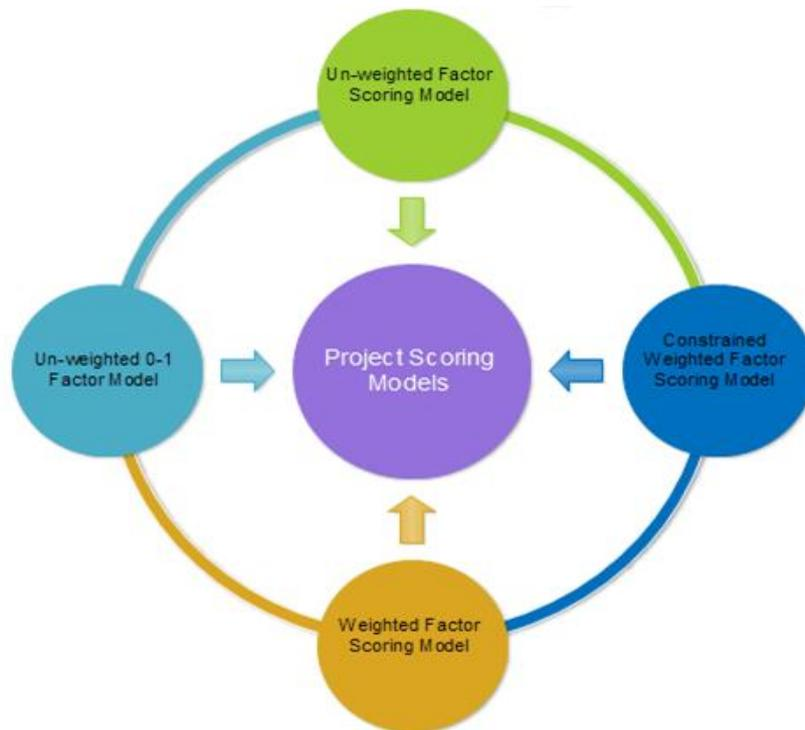 Un-weighted Factor
Scoring Model
Un-weighted 0-1
Factor Model
Project Scoring
Models
Constrained
Weighted Factor
Scoring Model
Weighted Factor
Scoring Model